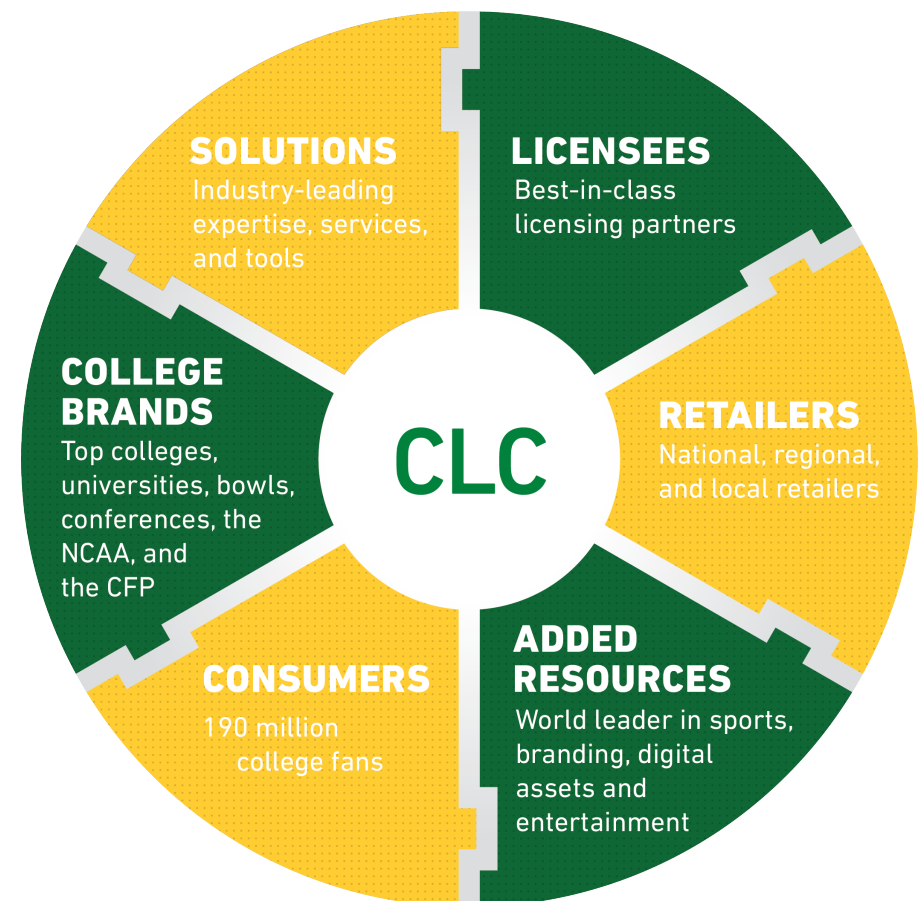 SOLUTIONS
Industry-leading
expertise, services,
and tools
LICENSEES
Best-in-class
licensing partners
COLLEGE
BRANDS
Top colleges,
universities, bowls,
conferences, the
NCAA, and
the CFP
CLC
RETAILERS
National, regional,
and local retailers
CONSUMERS
190 million
college fans
ADDED
RESOURCES
World leader in sports,
branding, digital
assets and
entertainment